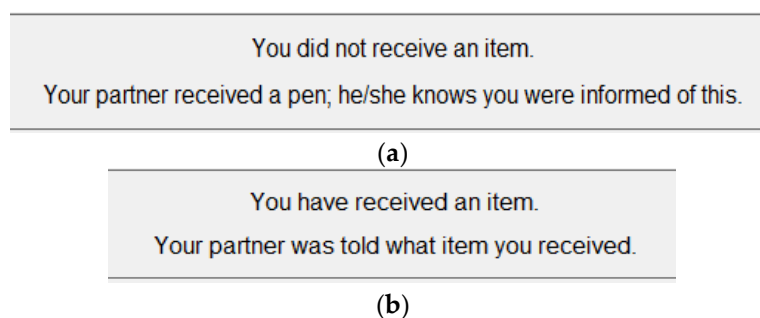 You did not receive an item.
Your partner received a pen; he/she knows you were informed of this.
(a)
You have received an item.
Your partner was told what item you received.
(b)